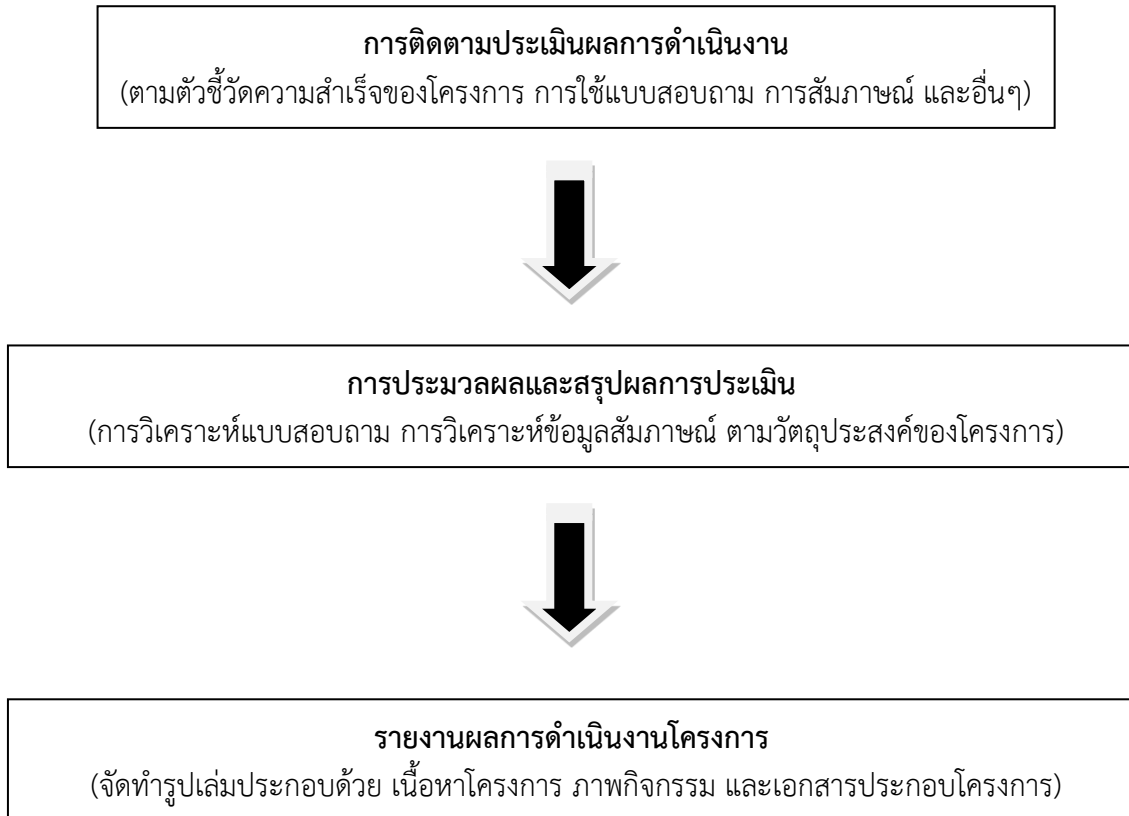 การติดตามประเมินผลการดำเนินงาน
(ตามตัวชี้วัดความสำเร็จของโครงการ การใช้แบบสอบถาม การสัมภาษณ์ และอื่นๆ)
การประมวลผลและสรุปผลการประเมิน
(การวิเคราะห์แบบสอบถาม การวิเคราะห์ข้อมูลสัมภาษณ์ ตามวัตถุประสงค์ของโครงการ)
รายงานผลการดำเนินงานโครงการ
(จัดทำรูปเล่มประกอบด้วย เนื้อหาโครงการ ภาพกิจกรรม และเอกสารประกอบโครงการ)